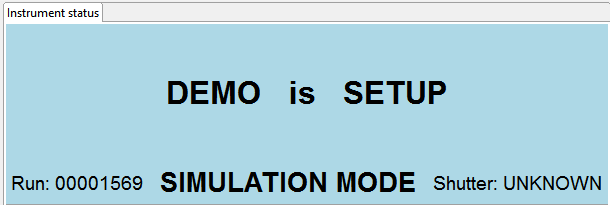 Instrument status
DEMO is SETUP
Run: 00001569 SIMULATION MODE Shutter: UNKNOWN